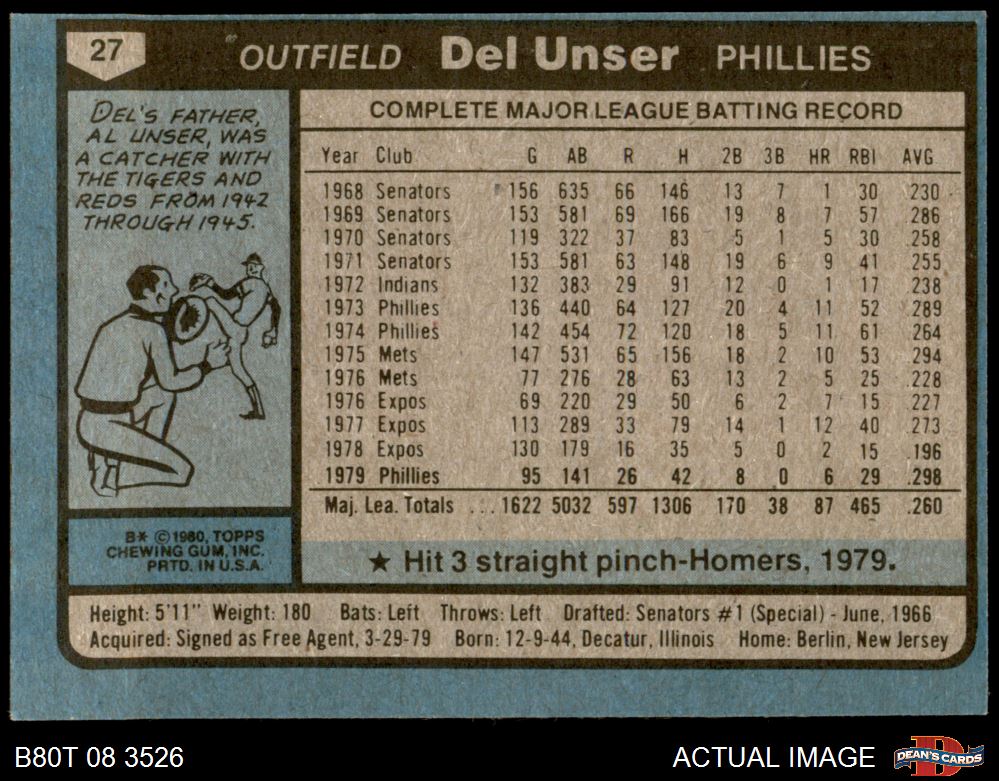 27 "OUTFIELD Del Unser PHILLIES
DEL'S FATHER,
AL UNSER, WAS
A CATCHER WITH
THE TIGERS AND
REDS FROM 1942
THROUGH 1945.
B* © 1980, TOPPS
CHEWING GUM, INC.
PRTD. IN U.S.A.
COMPLETE MAJOR LEAGUE BATTING RECORD
Year Club G AB R H 2B 3B HR RBI AVG
1968 Senators 156 635 66 146 13 7 1 30 .230
1969 Senators 153 581 69 166 19 8 7 57 .286
1970 Senators 119 322 37 83 5 1 5 30 .258
1971 Senators 153 581 63 148 19 6 9 41 .255
1972 Indians 132 383 29 91 12 0 1 17 .238
1973 Phillies 136 440 64 127 20 4 11 52 .289
1974 Phillies 142 454 72 120 18 5 11 61 .264
1975 Mets 147 531 65 156 18 2 10 53 .294
1976 Mets 77 276 28 63 13 2 5 25 .228
1976 Expos 69 220 29 50 6 2 7 15 .227
1977 Expos 113 289 33 79 14 1 12 40 .273
1978 Expos 130 179 16 35 5 0 2 15 .196
1979 Phillies 95 141 26 42 8 0 6 29 .298
Maj. Lea. Totals ...1622 5032 597 1306 170 38 87 465 .260
★ Hit 3 straight pinch-Homers, 1979.
Height: 5'11" Weight: 180 Bats: Left Throws: Left Drafted: Senators #1 (Special) - June, 1966
Acquired: Signed as Free Agent, 3-29-79 Born: 12-9-44, Decatur, Illinois Home: Berlin, New Jersey
B80T 08 3526 ACTUAL IMAGE DEAN'S CARDS